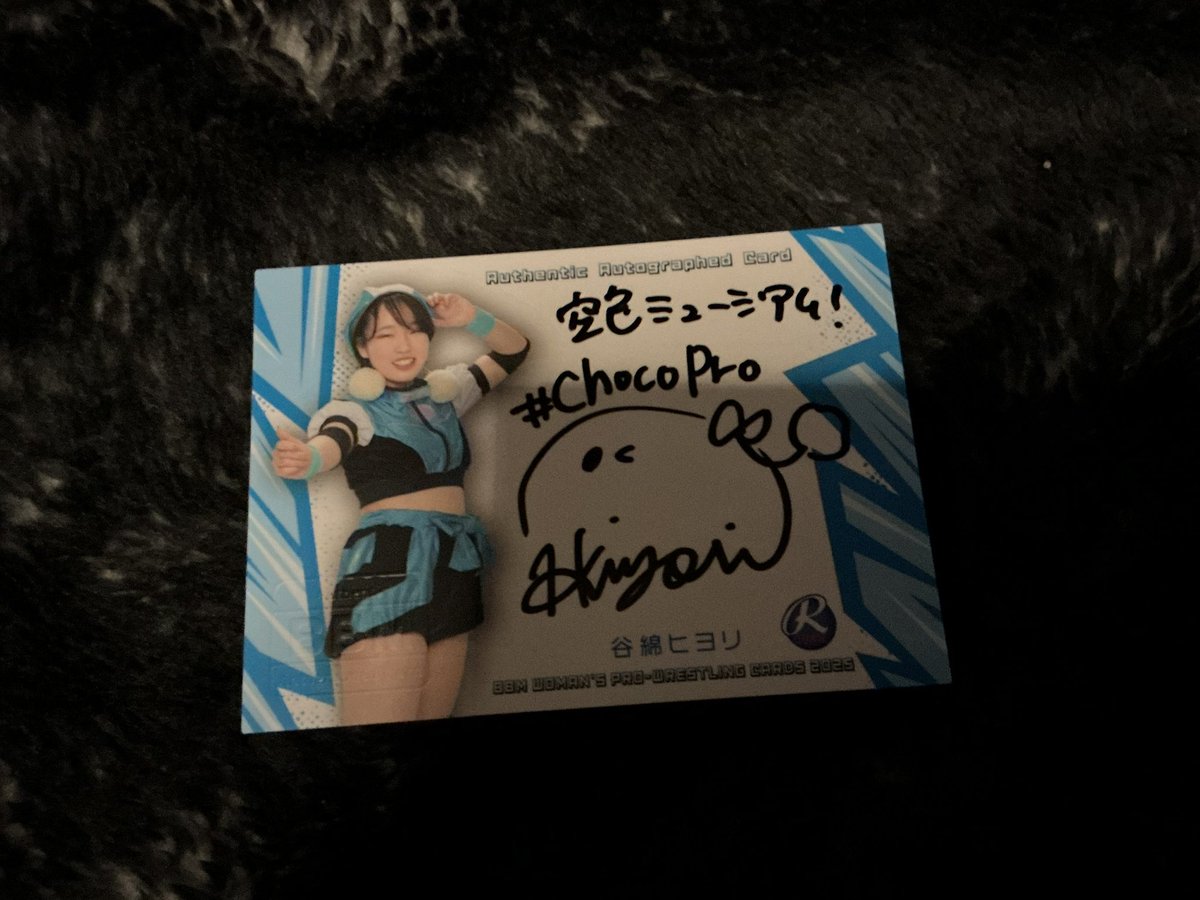 Authentic Autographed Card
空色ミュージアム!
#ChocoPro
Hiyori
谷綿ヒヨリ
R
BBM WOMAN'S PRO-WRESTLING CARDS 2025